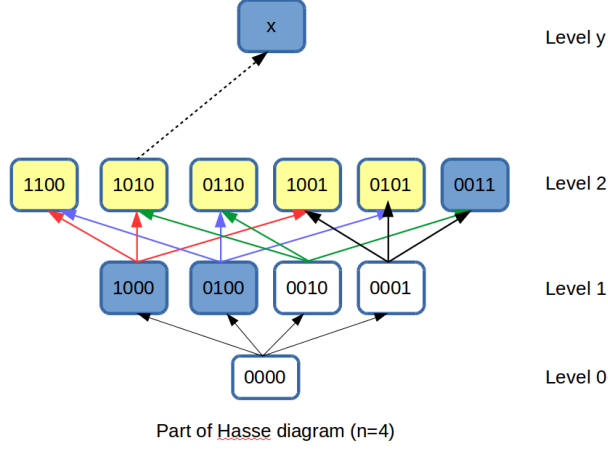 x Level y
1100 1010 0110 1001 0101 0011 Level 2
1000 0100 0010 0001 Level 1
0000 Level 0
Part of Hasse diagram (n=4)